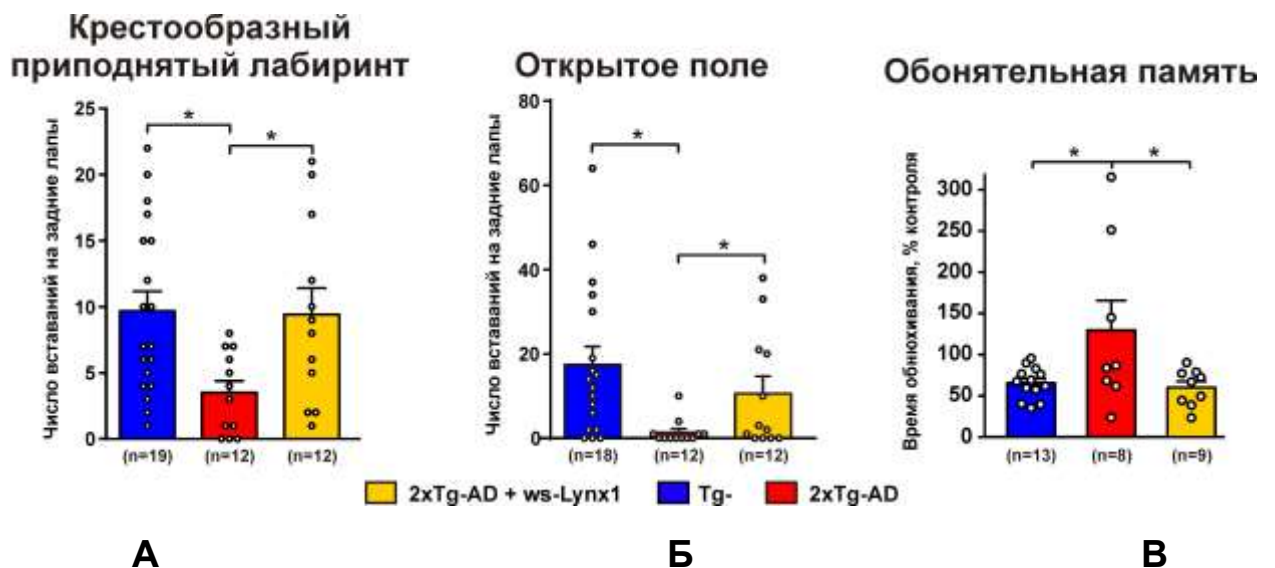 Крестообразный
приподнятый лабиринт
Число вставаний на задние лапы
25
20
15
10
5
0
*
*
(n=19)
(n=12)
(n=12)
Открытое поле
Число вставаний на задние лапы
80
60
40
20
0
*
*
(n=18)
(n=12)
(n=12)
Обонятельная память
Время обнюхивания, % контроля
300
250
200
150
100
50
0
*
*
(n=13)
(n=8)
(n=9)
2xTg-AD + ws-Lynx1
Tg-
2xTg-AD
А
Б
В